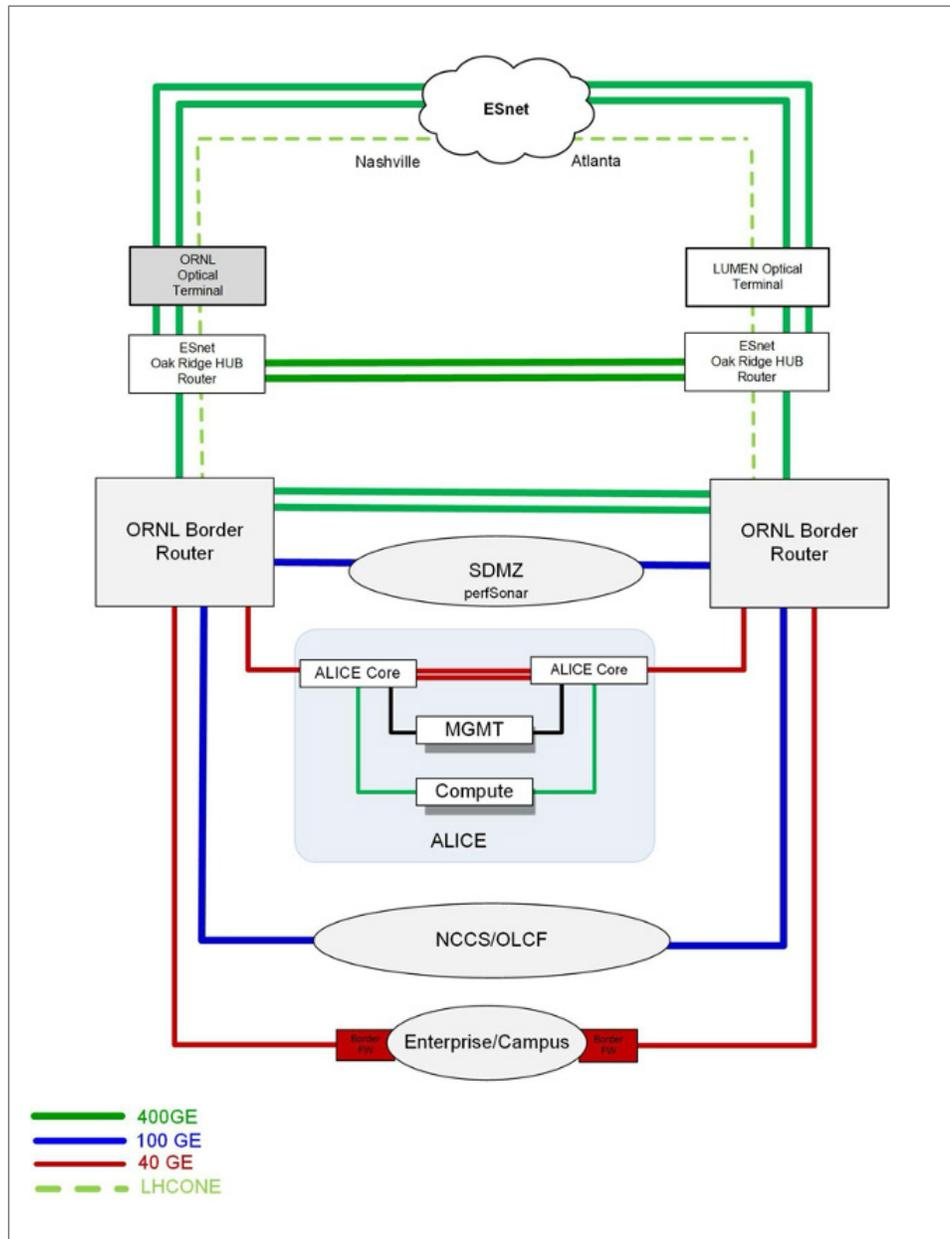 ESnet
Nashville
Atlanta
ORNL
Optical
Terminal
LUMEN Optical
Terminal
ESnet
Oak Ridge HUB
Router
ESnet
Oak Ridge HUB
Router
ORNL Border
Router
ORNL Border
Router
SDMZ
perfSonar
ALICE Core
ALICE Core
MGMT
Compute
ALICE
NCCS/OLCF
Border
FW
Enterprise/Campus
Border
FW
400GE
100 GE
40 GE
LHCONE